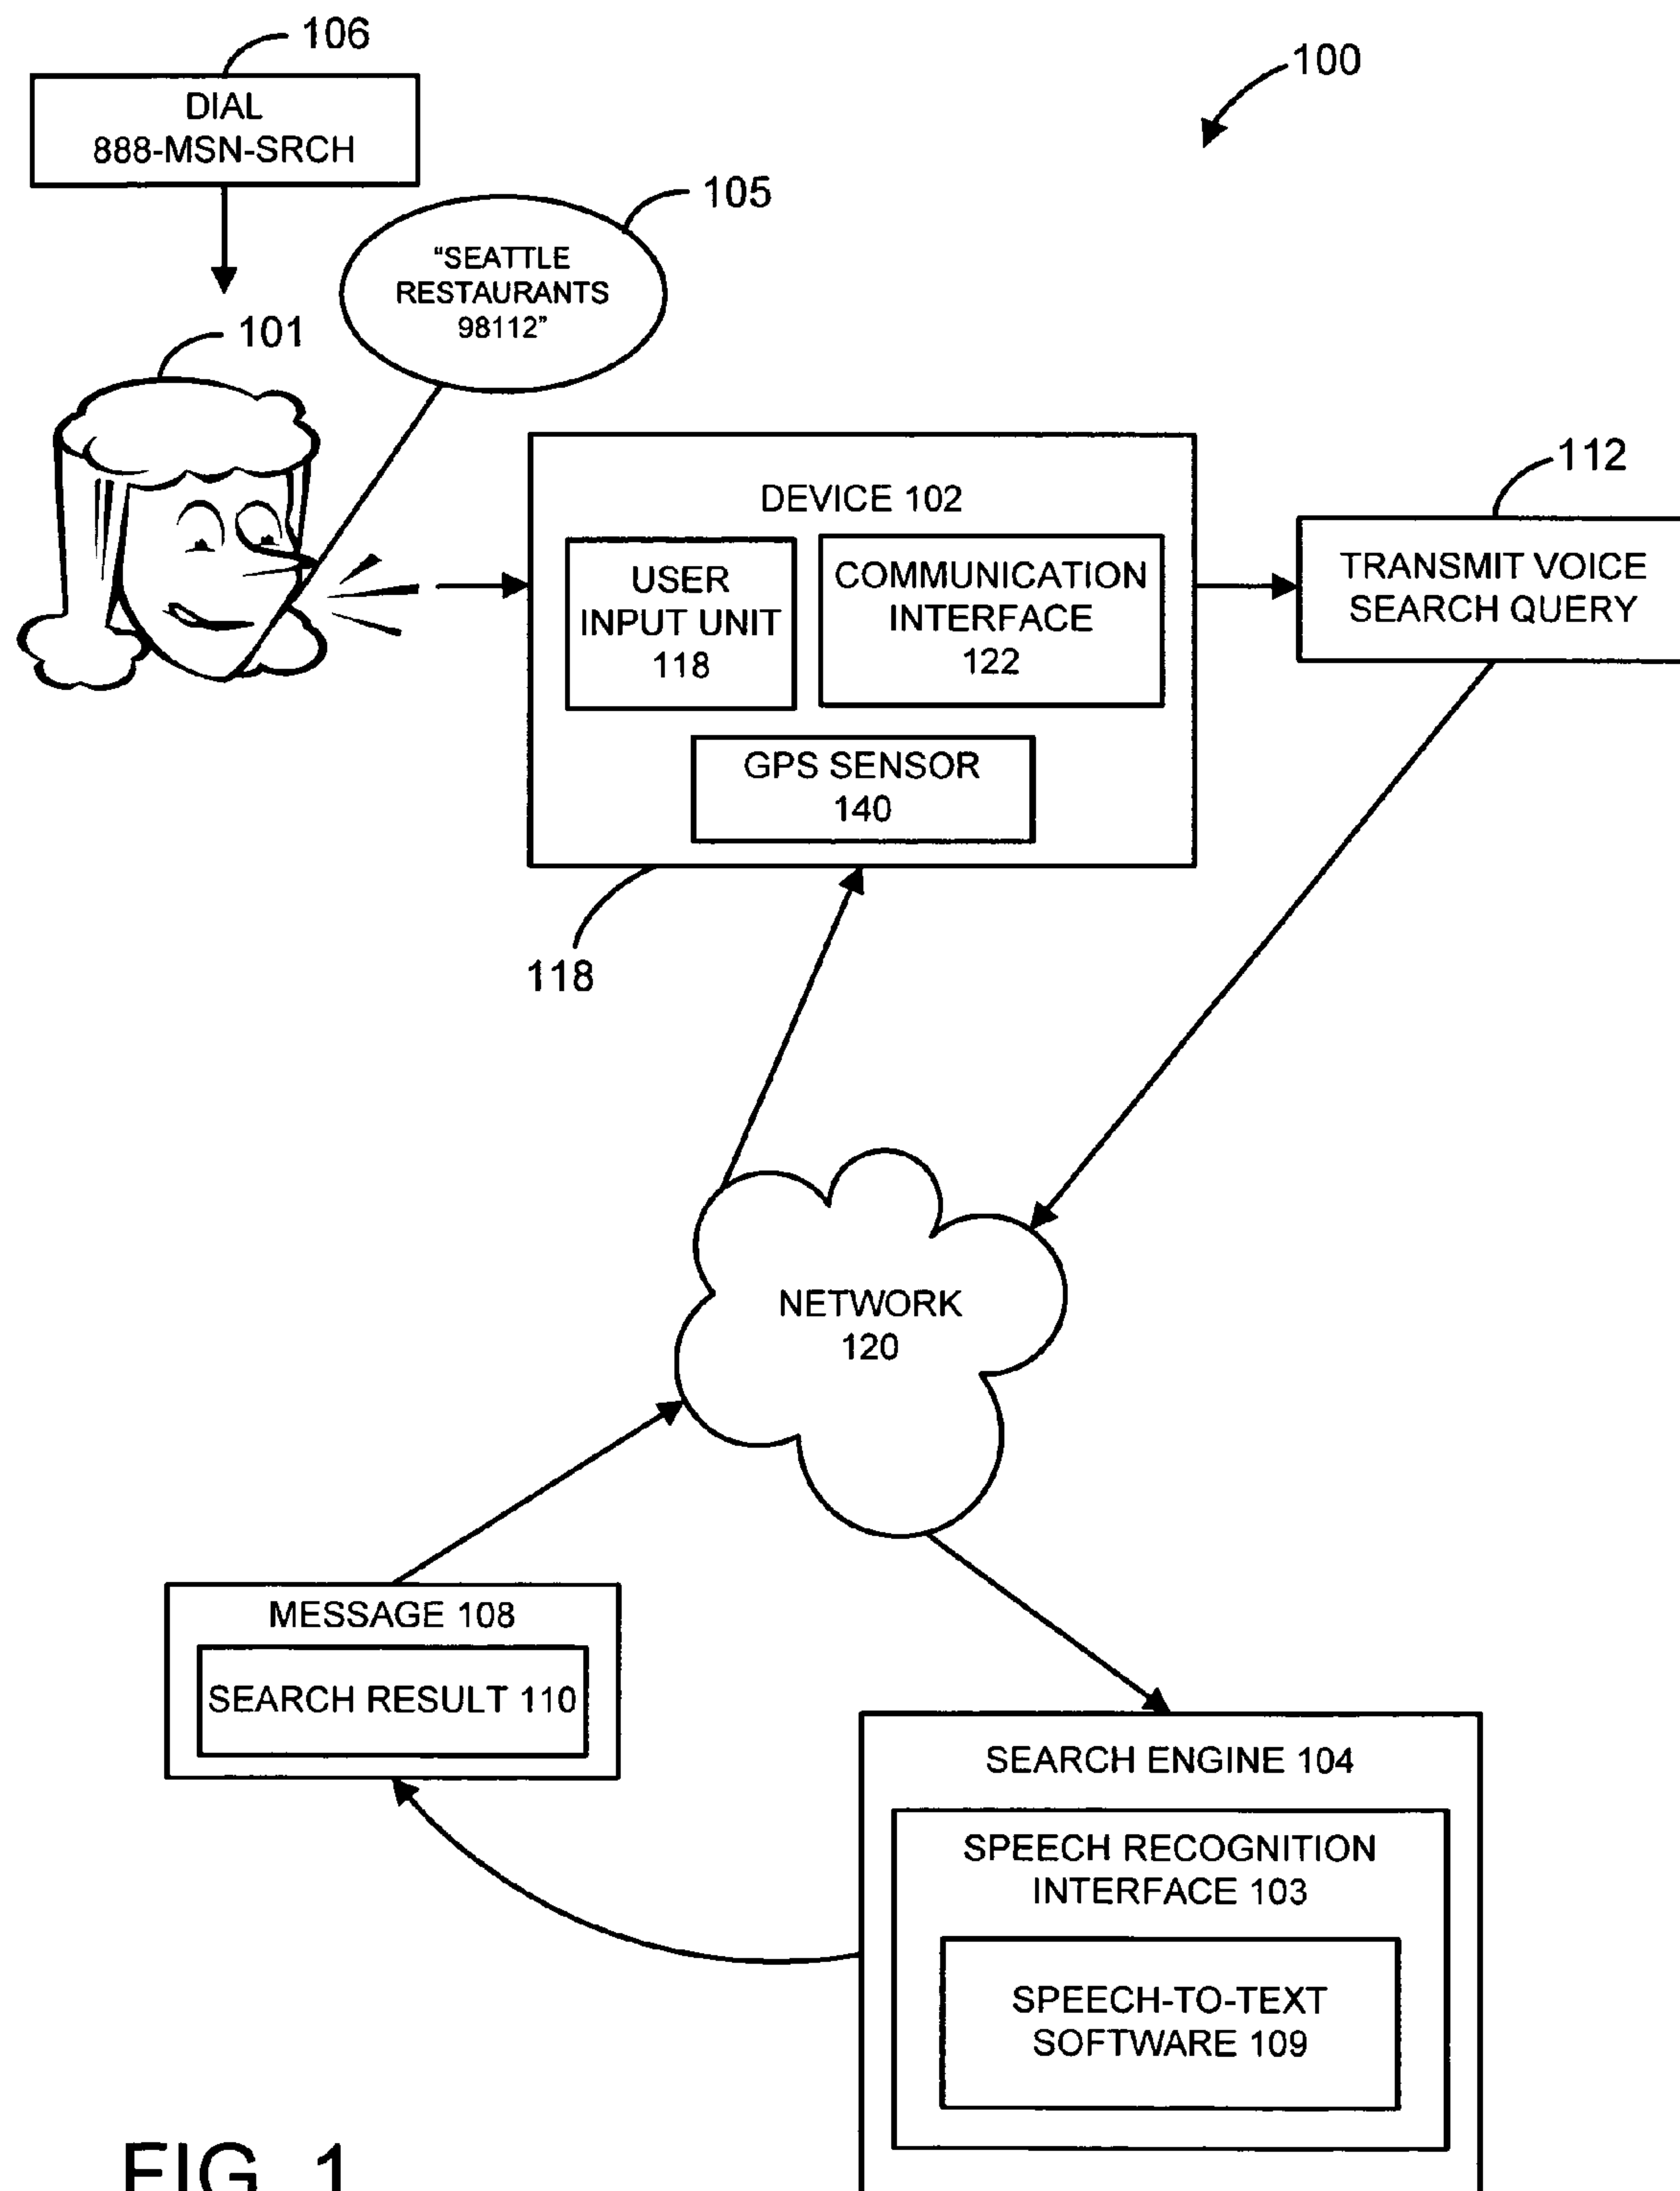 106
DIAL
888-MSN-SRCH
100
105
"SEATTLE
RESTAURANTS
98112"
101
112
DEVICE 102
USER
INPUT UNIT
118
COMMUNICATION
INTERFACE
122
TRANSMIT VOICE
SEARCH QUERY
GPS SENSOR
140
118
NETWORK
120
MESSAGE 108
SEARCH RESULT 110
SEARCH ENGINE 104
SPEECH RECOGNITION
INTERFACE 103
SPEECH-TO-TEXT
SOFTWARE 109
FIG. 1